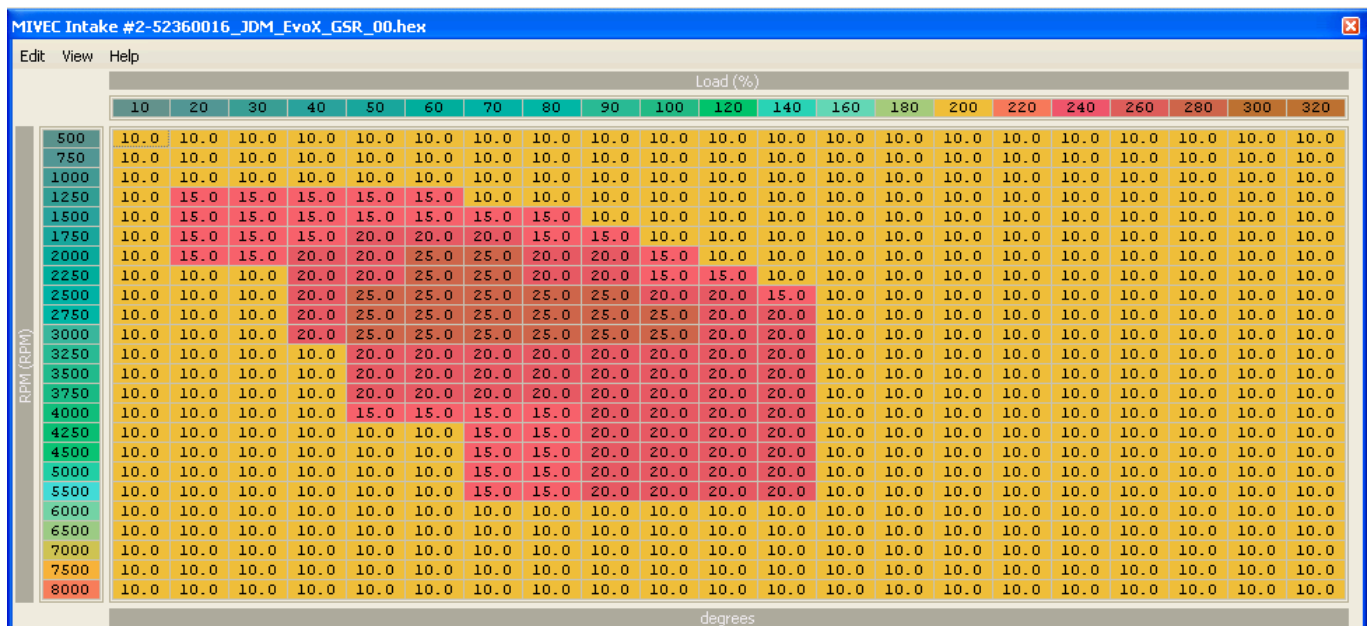 MIVEC Intake #2-52360016_JDM_EvoX_GSR_00.hex
Edit View Help
Load (%)
10 20 30 40 50 60 70 80 90 100 120 140 160 180 200 220 240 260 280 300 320
RPM (RPM)
500 10.0 10.0 10.0 10.0 10.0 10.0 10.0 10.0 10.0 10.0 10.0 10.0 10.0 10.0 10.0 10.0 10.0 10.0 10.0 10.0 10.0
750 10.0 10.0 10.0 10.0 10.0 10.0 10.0 10.0 10.0 10.0 10.0 10.0 10.0 10.0 10.0 10.0 10.0 10.0 10.0 10.0 10.0
1000 10.0 10.0 10.0 10.0 10.0 10.0 10.0 10.0 10.0 10.0 10.0 10.0 10.0 10.0 10.0 10.0 10.0 10.0 10.0 10.0 10.0
1250 10.0 15.0 15.0 15.0 15.0 15.0 10.0 10.0 10.0 10.0 10.0 10.0 10.0 10.0 10.0 10.0 10.0 10.0 10.0 10.0 10.0
1500 10.0 15.0 15.0 15.0 15.0 15.0 15.0 15.0 10.0 10.0 10.0 10.0 10.0 10.0 10.0 10.0 10.0 10.0 10.0 10.0 10.0
1750 10.0 15.0 15.0 15.0 20.0 20.0 20.0 15.0 15.0 10.0 10.0 10.0 10.0 10.0 10.0 10.0 10.0 10.0 10.0 10.0 10.0
2000 10.0 15.0 15.0 20.0 20.0 25.0 25.0 20.0 20.0 15.0 10.0 10.0 10.0 10.0 10.0 10.0 10.0 10.0 10.0 10.0 10.0
2250 10.0 10.0 10.0 20.0 20.0 25.0 25.0 20.0 20.0 15.0 15.0 10.0 10.0 10.0 10.0 10.0 10.0 10.0 10.0 10.0 10.0
2500 10.0 10.0 10.0 20.0 25.0 25.0 25.0 25.0 25.0 20.0 20.0 15.0 10.0 10.0 10.0 10.0 10.0 10.0 10.0 10.0 10.0
2750 10.0 10.0 10.0 20.0 25.0 25.0 25.0 25.0 25.0 25.0 20.0 20.0 10.0 10.0 10.0 10.0 10.0 10.0 10.0 10.0 10.0
3000 10.0 10.0 10.0 20.0 25.0 25.0 25.0 25.0 25.0 25.0 20.0 20.0 10.0 10.0 10.0 10.0 10.0 10.0 10.0 10.0 10.0
3250 10.0 10.0 10.0 10.0 20.0 20.0 20.0 20.0 20.0 20.0 20.0 20.0 10.0 10.0 10.0 10.0 10.0 10.0 10.0 10.0 10.0
3500 10.0 10.0 10.0 10.0 20.0 20.0 20.0 20.0 20.0 20.0 20.0 20.0 10.0 10.0 10.0 10.0 10.0 10.0 10.0 10.0 10.0
3750 10.0 10.0 10.0 10.0 20.0 20.0 20.0 20.0 20.0 20.0 20.0 20.0 10.0 10.0 10.0 10.0 10.0 10.0 10.0 10.0 10.0
4000 10.0 10.0 10.0 10.0 15.0 15.0 15.0 15.0 20.0 20.0 20.0 20.0 10.0 10.0 10.0 10.0 10.0 10.0 10.0 10.0 10.0
4250 10.0 10.0 10.0 10.0 10.0 10.0 15.0 15.0 20.0 20.0 20.0 20.0 10.0 10.0 10.0 10.0 10.0 10.0 10.0 10.0 10.0
4500 10.0 10.0 10.0 10.0 10.0 10.0 15.0 15.0 20.0 20.0 20.0 20.0 10.0 10.0 10.0 10.0 10.0 10.0 10.0 10.0 10.0
5000 10.0 10.0 10.0 10.0 10.0 10.0 15.0 15.0 20.0 20.0 20.0 20.0 10.0 10.0 10.0 10.0 10.0 10.0 10.0 10.0 10.0
5500 10.0 10.0 10.0 10.0 10.0 10.0 15.0 15.0 20.0 20.0 20.0 20.0 10.0 10.0 10.0 10.0 10.0 10.0 10.0 10.0 10.0
6000 10.0 10.0 10.0 10.0 10.0 10.0 10.0 10.0 10.0 10.0 10.0 10.0 10.0 10.0 10.0 10.0 10.0 10.0 10.0 10.0 10.0
6500 10.0 10.0 10.0 10.0 10.0 10.0 10.0 10.0 10.0 10.0 10.0 10.0 10.0 10.0 10.0 10.0 10.0 10.0 10.0 10.0 10.0
7000 10.0 10.0 10.0 10.0 10.0 10.0 10.0 10.0 10.0 10.0 10.0 10.0 10.0 10.0 10.0 10.0 10.0 10.0 10.0 10.0 10.0
7500 10.0 10.0 10.0 10.0 10.0 10.0 10.0 10.0 10.0 10.0 10.0 10.0 10.0 10.0 10.0 10.0 10.0 10.0 10.0 10.0 10.0
8000 10.0 10.0 10.0 10.0 10.0 10.0 10.0 10.0 10.0 10.0 10.0 10.0 10.0 10.0 10.0 10.0 10.0 10.0 10.0 10.0 10.0
degrees